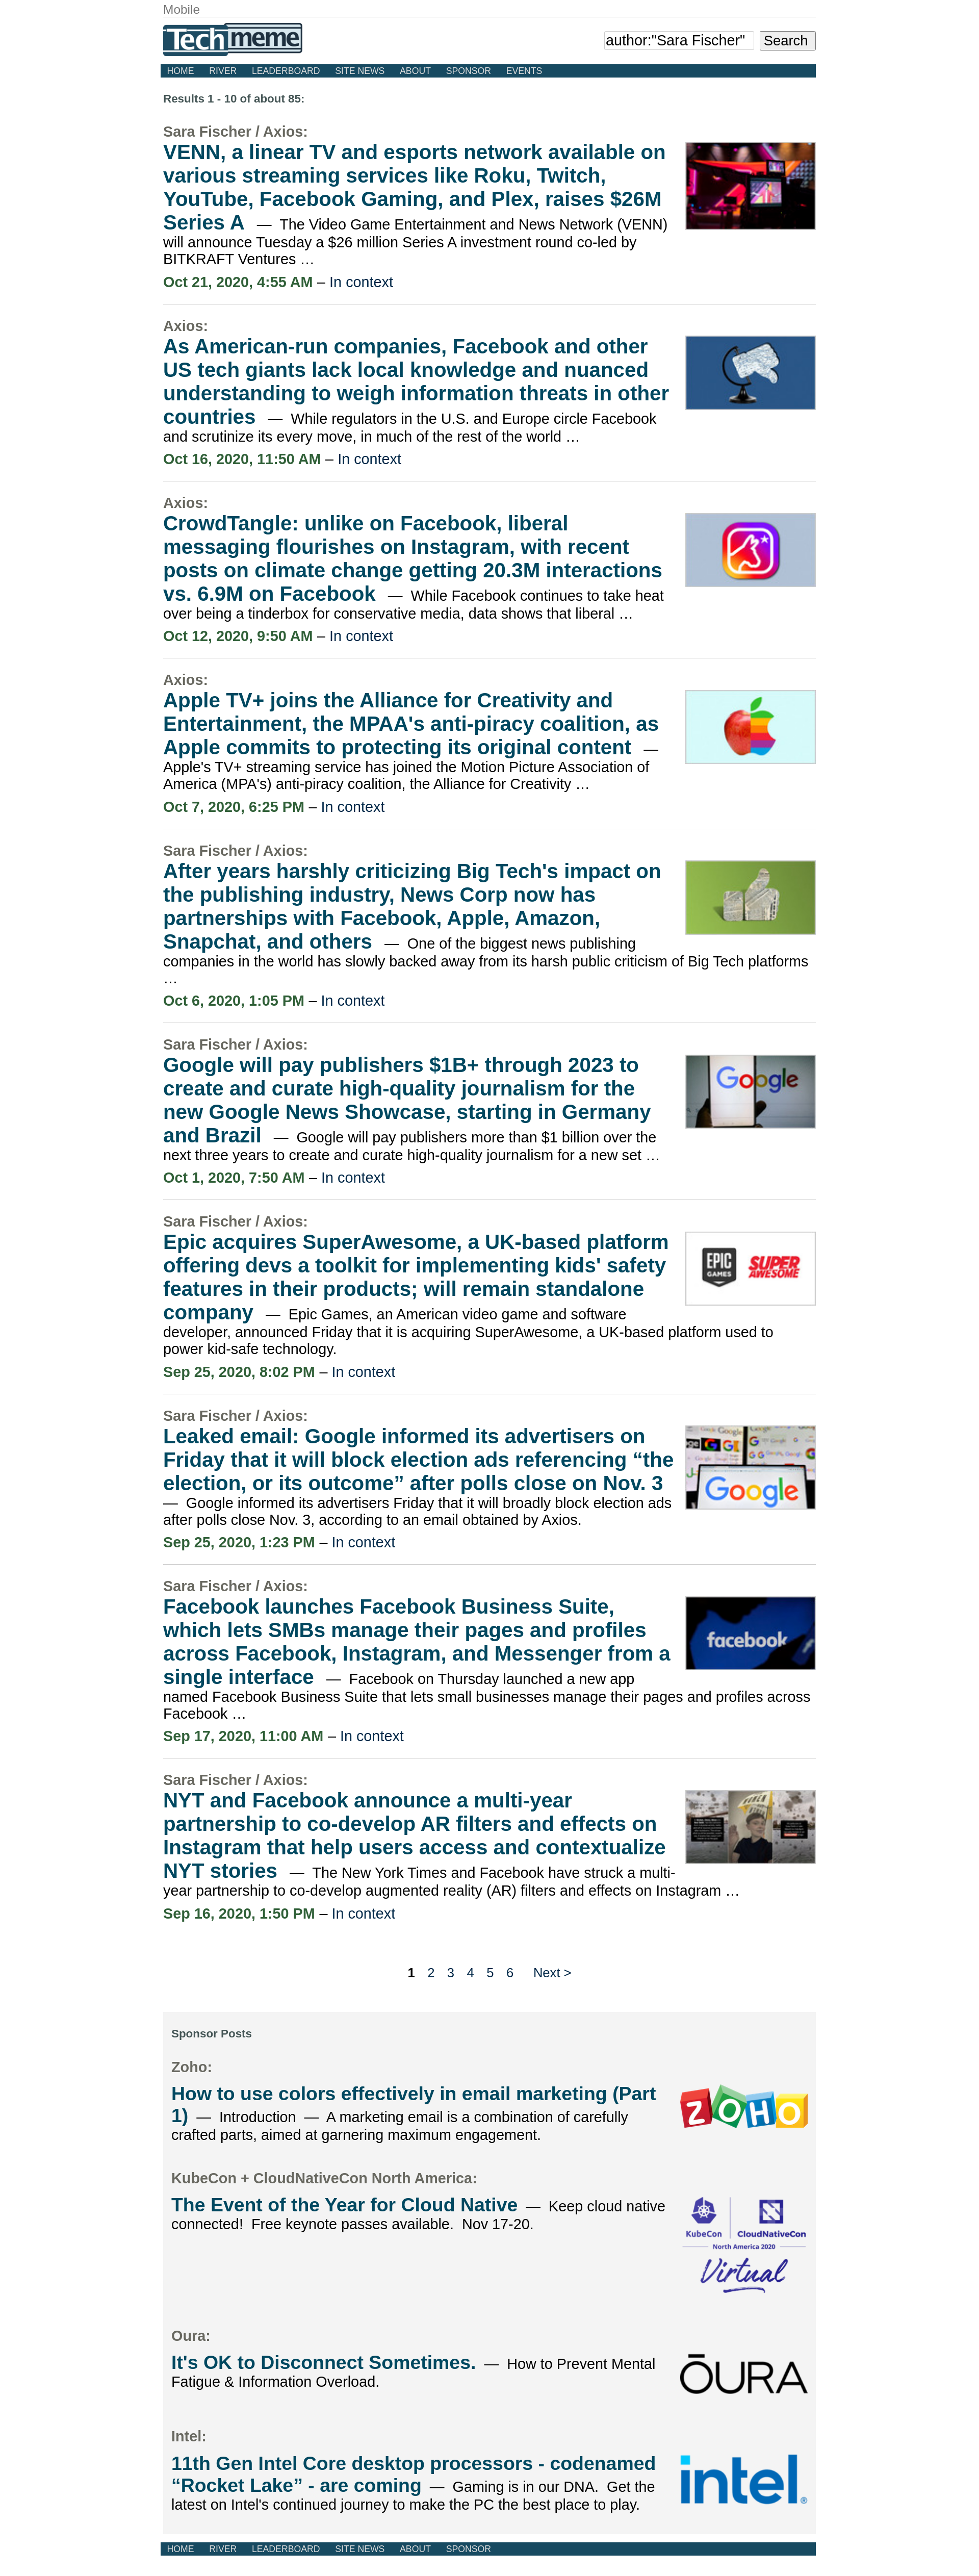 Mobile
Techmeme
author:"Sara Fischer"
Search
HOME RIVER LEADERBOARD SITE NEWS ABOUT SPONSOR EVENTS
Results 1 - 10 of about 85:
Sara Fischer / Axios:
VENN, a linear TV and esports network available on
various streaming services like Roku, Twitch,
YouTube, Facebook Gaming, and Plex, raises $26M
Series A — The Video Game Entertainment and News Network (VENN)
will announce Tuesday a $26 million Series A investment round co-led by
BITKRAFT Ventures …
Oct 21, 2020, 4:55 AM – In context
Axios:
As American-run companies, Facebook and other
US tech giants lack local knowledge and nuanced
understanding to weigh information threats in other
countries — While regulators in the U.S. and Europe circle Facebook
and scrutinize its every move, in much of the rest of the world …
Oct 16, 2020, 11:50 AM – In context
Axios:
CrowdTangle: unlike on Facebook, liberal
messaging flourishes on Instagram, with recent
posts on climate change getting 20.3M interactions
vs. 6.9M on Facebook — While Facebook continues to take heat
over being a tinderbox for conservative media, data shows that liberal …
Oct 12, 2020, 9:50 AM – In context
Axios:
Apple TV+ joins the Alliance for Creativity and
Entertainment, the MPAA's anti-piracy coalition, as
Apple commits to protecting its original content —
Apple's TV+ streaming service has joined the Motion Picture Association of
America (MPA's) anti-piracy coalition, the Alliance for Creativity …
Oct 7, 2020, 6:25 PM – In context
Sara Fischer / Axios:
After years harshly criticizing Big Tech's impact on
the publishing industry, News Corp now has
partnerships with Facebook, Apple, Amazon,
Snapchat, and others — One of the biggest news publishing
companies in the world has slowly backed away from its harsh public criticism of Big Tech platforms
…
Oct 6, 2020, 1:05 PM – In context
Sara Fischer / Axios:
Google will pay publishers $1B+ through 2023 to
create and curate high-quality journalism for the
new Google News Showcase, starting in Germany
and Brazil — Google will pay publishers more than $1 billion over the
next three years to create and curate high-quality journalism for a new set …
Google
Oct 1, 2020, 7:50 AM – In context
Sara Fischer / Axios:
Epic acquires SuperAwesome, a UK-based platform
offering devs a toolkit for implementing kids' safety
features in their products; will remain standalone
company — Epic Games, an American video game and software
developer, announced Friday that it is acquiring SuperAwesome, a UK-based platform used to
power kid-safe technology.
EPIC
GAMES
SUPER
AWESOME
Sep 25, 2020, 8:02 PM – In context
Sara Fischer / Axios:
Leaked email: Google informed its advertisers on
Friday that it will block election ads referencing “the
election, or its outcome” after polls close on Nov. 3
— Google informed its advertisers Friday that it will broadly block election ads
after polls close Nov. 3, according to an email obtained by Axios.
Google
Sep 25, 2020, 1:23 PM – In context
Sara Fischer / Axios:
Facebook launches Facebook Business Suite,
which lets SMBs manage their pages and profiles
across Facebook, Instagram, and Messenger from a
single interface — Facebook on Thursday launched a new app
named Facebook Business Suite that lets small businesses manage their pages and profiles across
Facebook …
facebook
Sep 17, 2020, 11:00 AM – In context
Sara Fischer / Axios:
NYT and Facebook announce a multi-year
partnership to co-develop AR filters and effects on
Instagram that help users access and contextualize
NYT stories — The New York Times and Facebook have struck a multi-
year partnership to co-develop augmented reality (AR) filters and effects on Instagram …
Sep 16, 2020, 1:50 PM – In context
1 2 3 4 5 6 Next >
Sponsor Posts
Zoho:
How to use colors effectively in email marketing (Part
1) — Introduction — A marketing email is a combination of carefully
crafted parts, aimed at garnering maximum engagement.
ZOHO
KubeCon + CloudNativeCon North America:
The Event of the Year for Cloud Native — Keep cloud native
connected! Free keynote passes available. Nov 17-20.
KubeCon CloudNativeCon
North America 2020
Virtual
Oura:
It's OK to Disconnect Sometimes. — How to Prevent Mental
Fatigue & Information Overload.
ŌURA
Intel:
11th Gen Intel Core desktop processors - codenamed
“Rocket Lake” - are coming — Gaming is in our DNA. Get the
latest on Intel's continued journey to make the PC the best place to play.
intel.
HOME RIVER LEADERBOARD SITE NEWS ABOUT SPONSOR